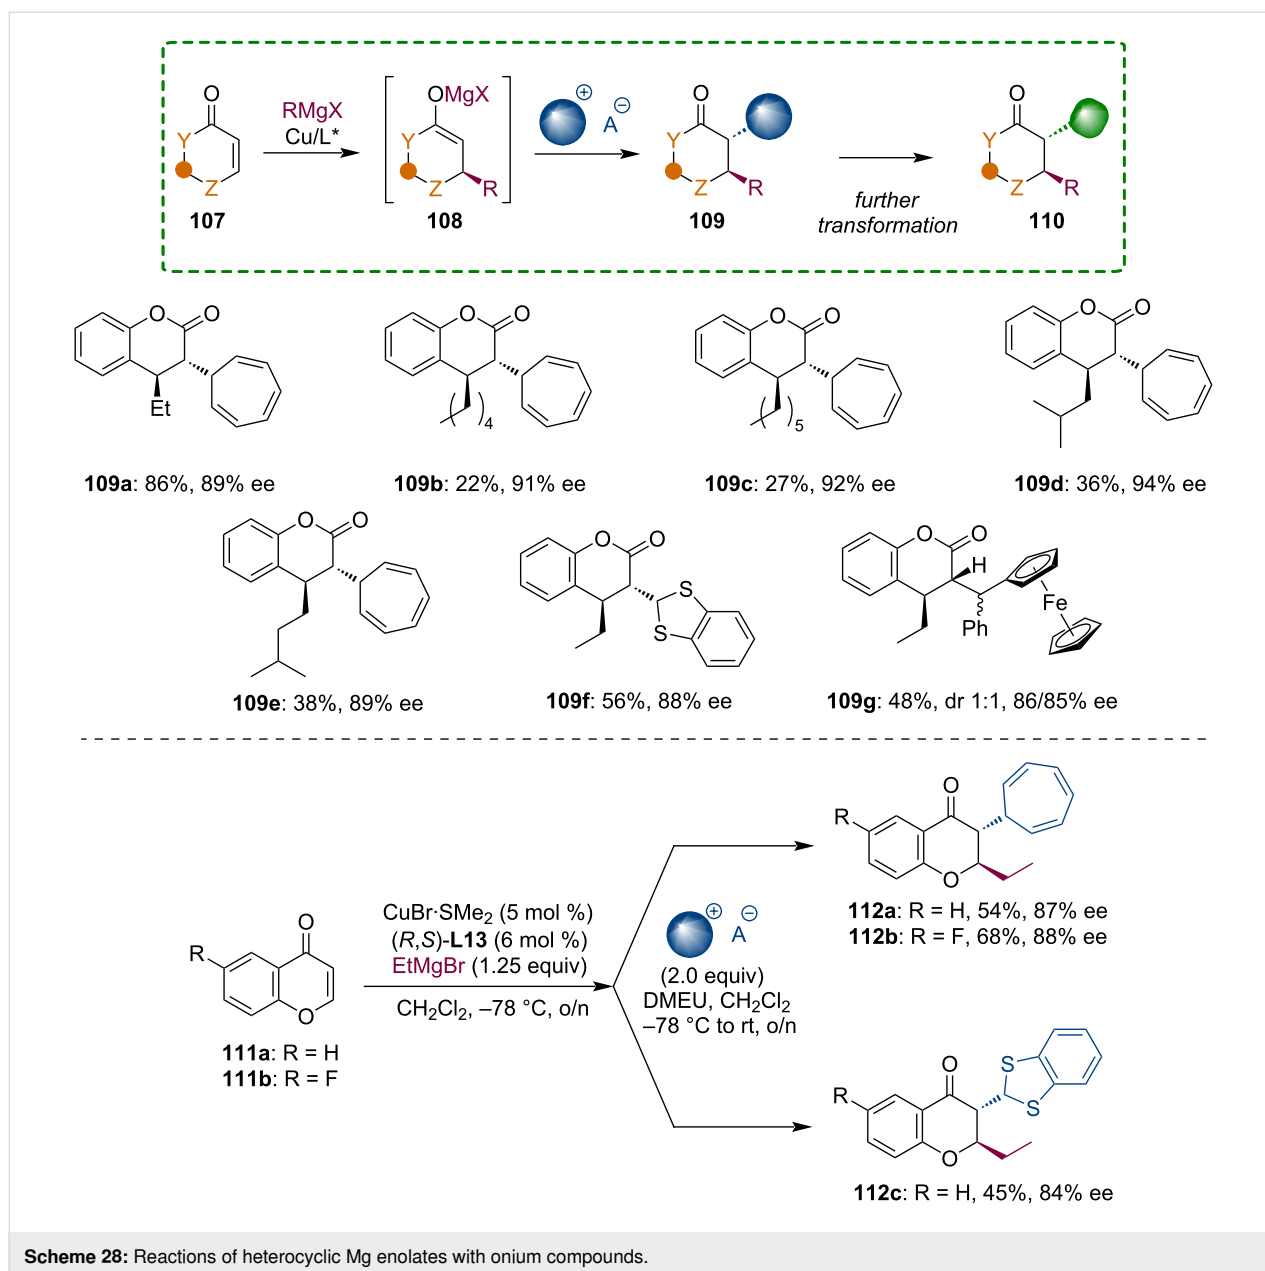 O
Y
Z
107
RMgX
Cu/L*
OMgX
Y
Z
R
108
+
A−
O
Y
Z
R
109
further
transformation
O
Y
Z
R
110
O
O
Et
109a: 86%, 89% ee
O
O
4
109b: 22%, 91% ee
O
O
5
109c: 27%, 92% ee
O
O
109d: 36%, 94% ee
O
O
109e: 38%, 89% ee
O
O
S
S
109f: 56%, 88% ee
O
O
H
Fe
Ph
109g: 48%, dr 1:1, 86/85% ee
R
O
O
111a: R = H
111b: R = F
CuBr·SMe2 (5 mol %)
(R,S)-L13 (6 mol %)
EtMgBr (1.25 equiv)
CH2Cl2, –78 °C, o/n
+
A−
(2.0 equiv)
DMEU, CH2Cl2
–78 °C to rt, o/n
R
O
O
112a: R = H, 54%, 87% ee
112b: R = F, 68%, 88% ee
R
O
O
S
S
112c: R = H, 45%, 84% ee
Scheme 28: Reactions of heterocyclic Mg enolates with onium compounds.